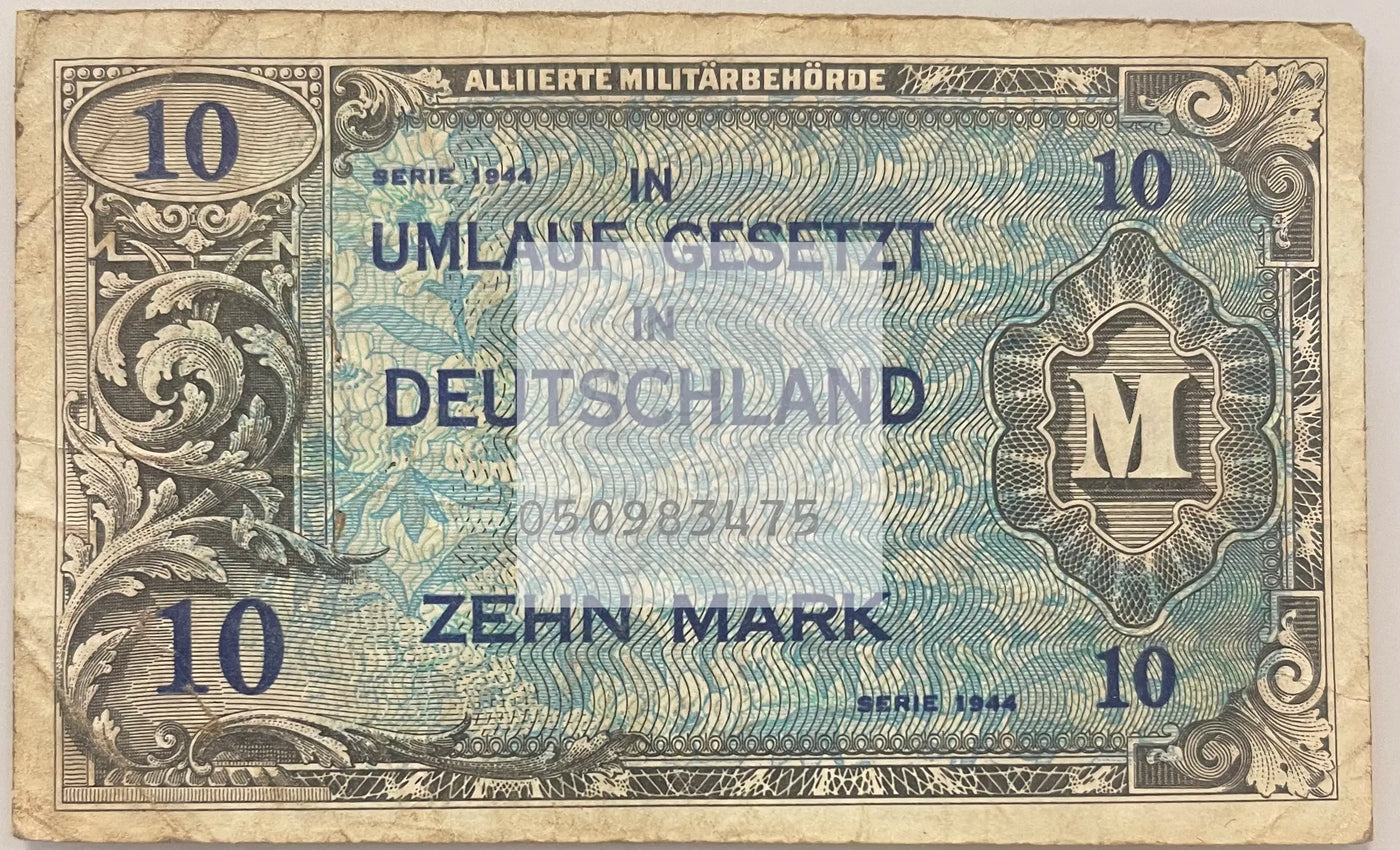 ALLIIERTE MILITÄRBEHÖRDE
10
10
SERIE 1944
IN
UMLAUF GESETZT
IN
DEUTSCHLAND
M
050983475
10
ZEHN MARK
10
SERIE 1944